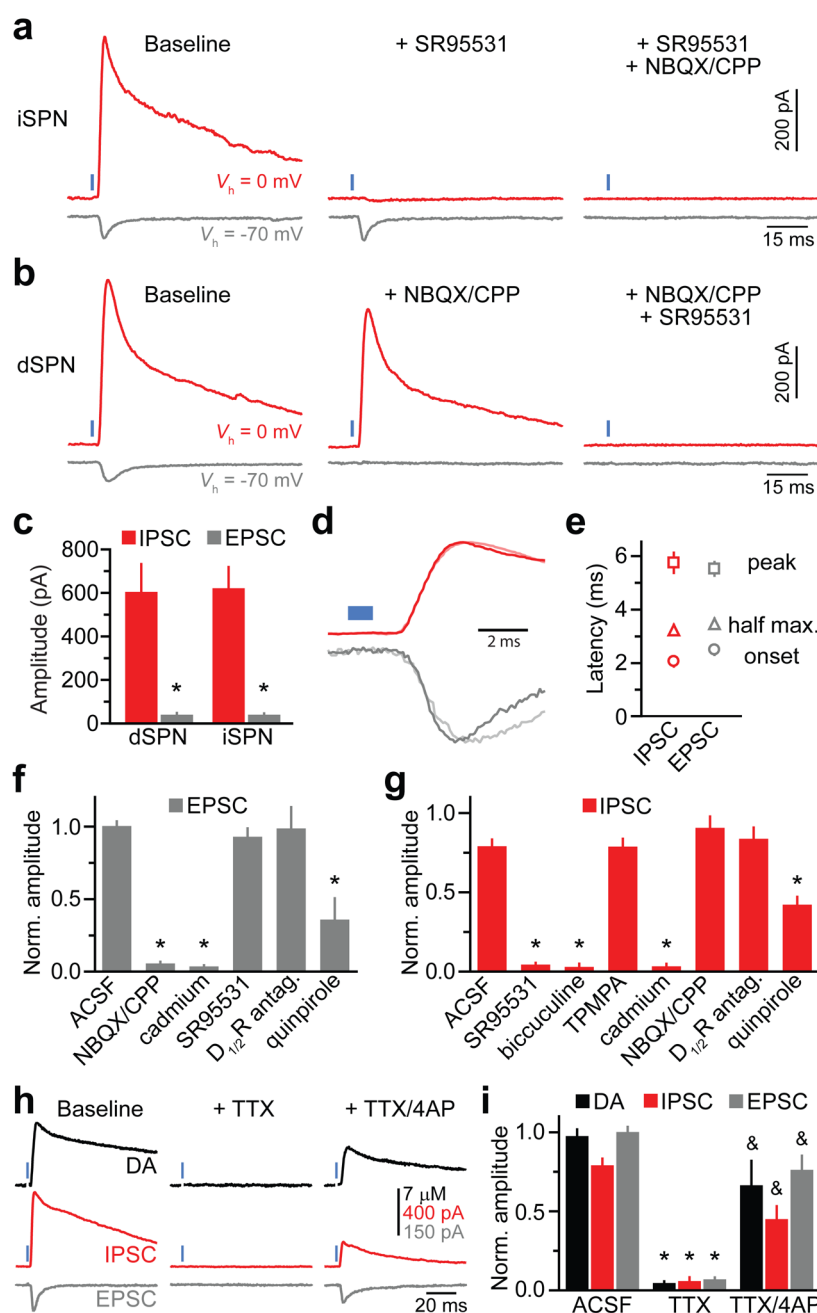 a
Baseline
+ SR95531
+ SR95531
+ NBQX/CPP
iSPN
200 pA
Vh = 0 mV
Vh = -70 mV
15 ms
b
Baseline
+ NBQX/CPP
+ NBQX/CPP
+ SR95531
dSPN
200 pA
Vh = 0 mV
Vh = -70 mV
15 ms
c
IPSC EPSC
Amplitude (pA)
800
600
400
200
0
* *
dSPN iSPN
d
2 ms
e
Latency (ms)
6
4
2
0
peak
half max.
onset
IPSC EPSC
f
EPSC
Norm. amplitude
1.0
0.5
0.0
* * *
ACSF
NBQX/CPP
cadmium
SR95531
D1/2R antag.
quinpirole
g
IPSC
Norm. amplitude
1.0
0.5
0.0
* * * *
ACSF
SR95531
biccuculine
TPMPA
cadmium
NBQX/CPP
D1/2R antag.
quinpirole
h
Baseline + TTX + TTX/4AP
DA
7 µM
400 pA
150 pA
IPSC
EPSC
20 ms
i
DA IPSC EPSC
Norm. amplitude
1.0
0.5
0.0
* * *
& & &
ACSF TTX TTX/4AP